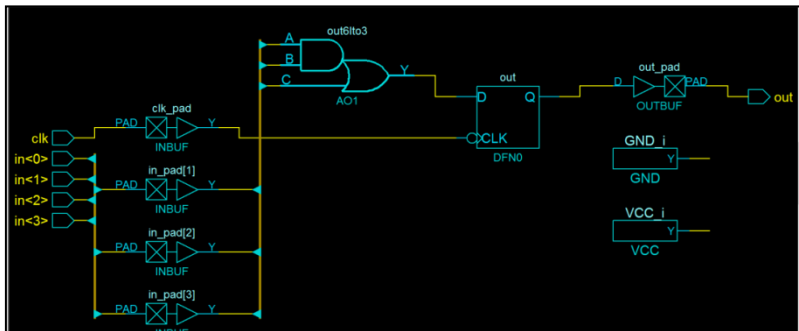 out6lto3
A
B
C
Y
AO1
out
D
Q
CLK
DFN0
out_pad
D
PAD
OUTBUF
out
clk_pad
clk
PAD
Y
INBUF
in<0>
in<1>
in<2>
in<3>
in_pad[1]
PAD
Y
INBUF
in_pad[2]
PAD
Y
INBUF
in_pad[3]
PAD
Y
INBUF
GND_i
Y
GND
VCC_i
Y
VCC